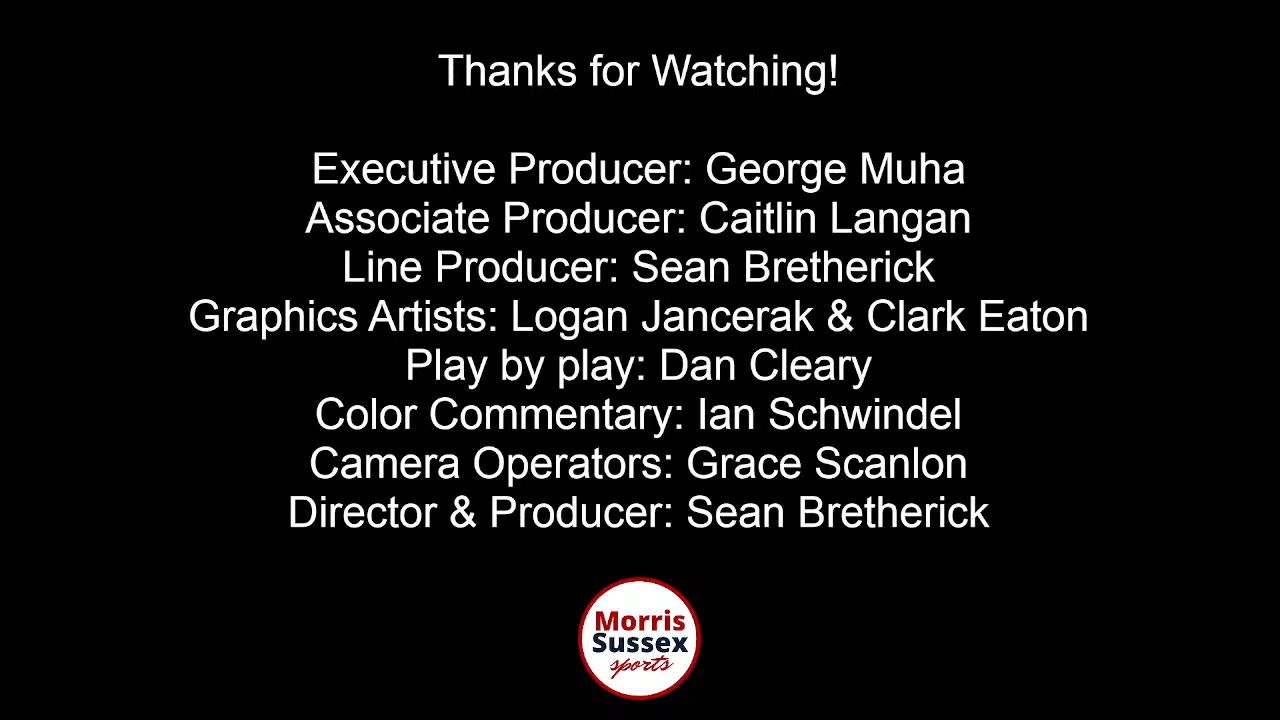 Thanks for Watching!
Executive Producer: George Muha
Associate Producer: Caitlin Langan
Line Producer: Sean Bretherick
Graphics Artists: Logan Jancerak & Clark Eaton
Play by play: Dan Cleary
Color Commentary: Ian Schwindel
Camera Operators: Grace Scanlon
Director & Producer: Sean Bretherick
Morris
Sussex
sports